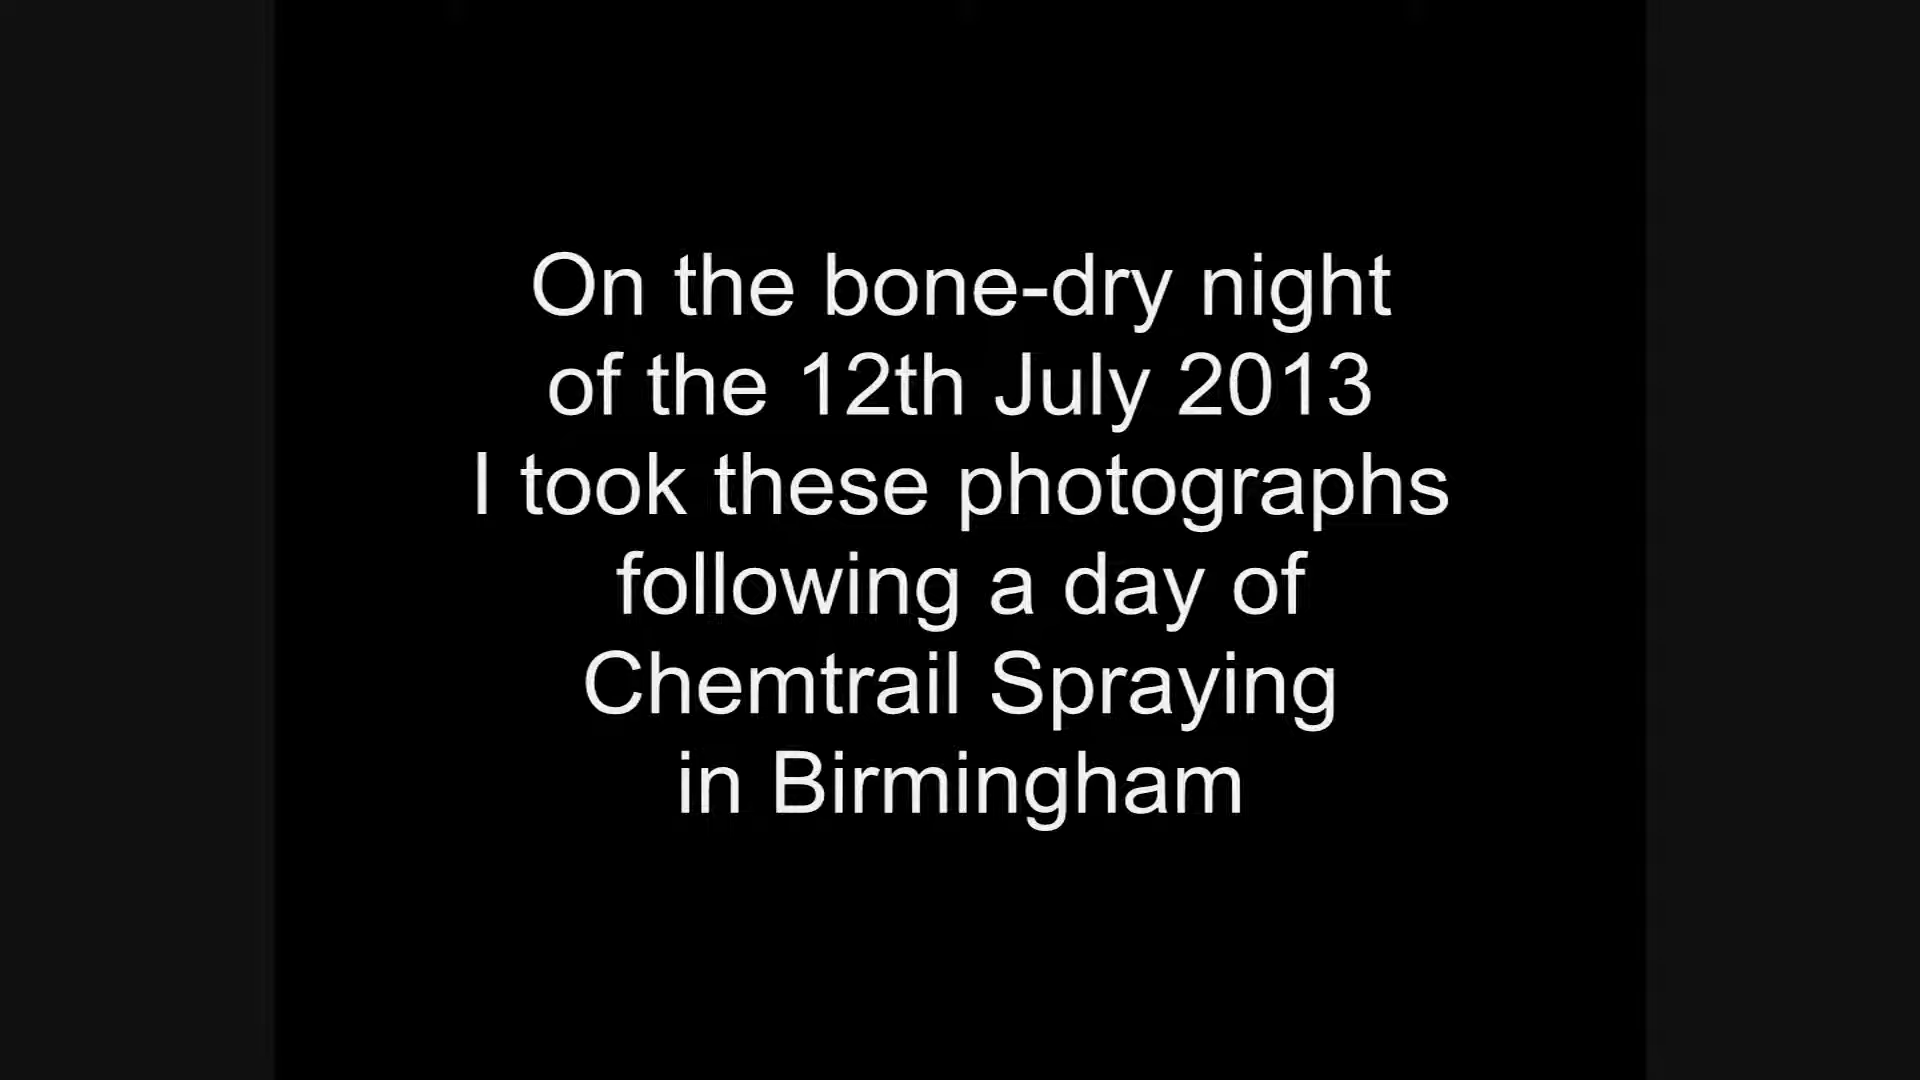 On the bone-dry night
of the 12th July 2013
I took these photographs
following a day of
Chemtrail Spraying
in Birmingham